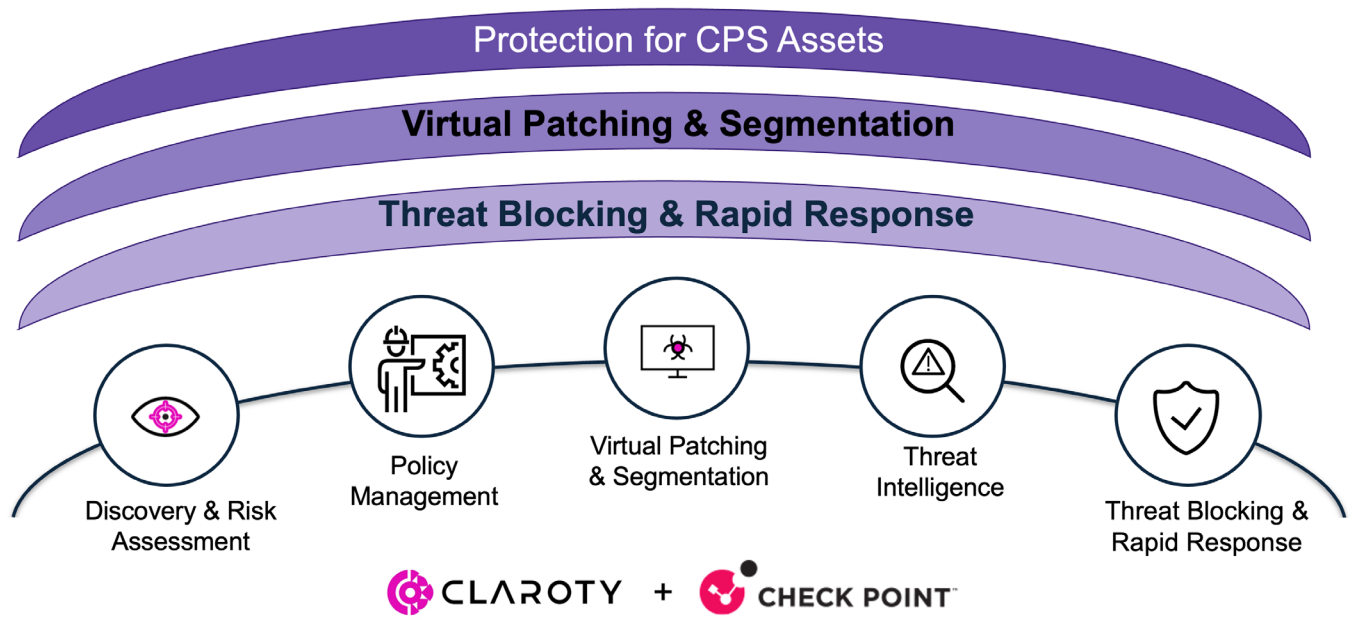 Protection for CPS Assets
Virtual Patching & Segmentation
Threat Blocking & Rapid Response
Discovery & Risk
Assessment
Policy
Management
Virtual Patching
& Segmentation
Threat
Intelligence
Threat Blocking &
Rapid Response
CLAROTY + CHECK POINT™